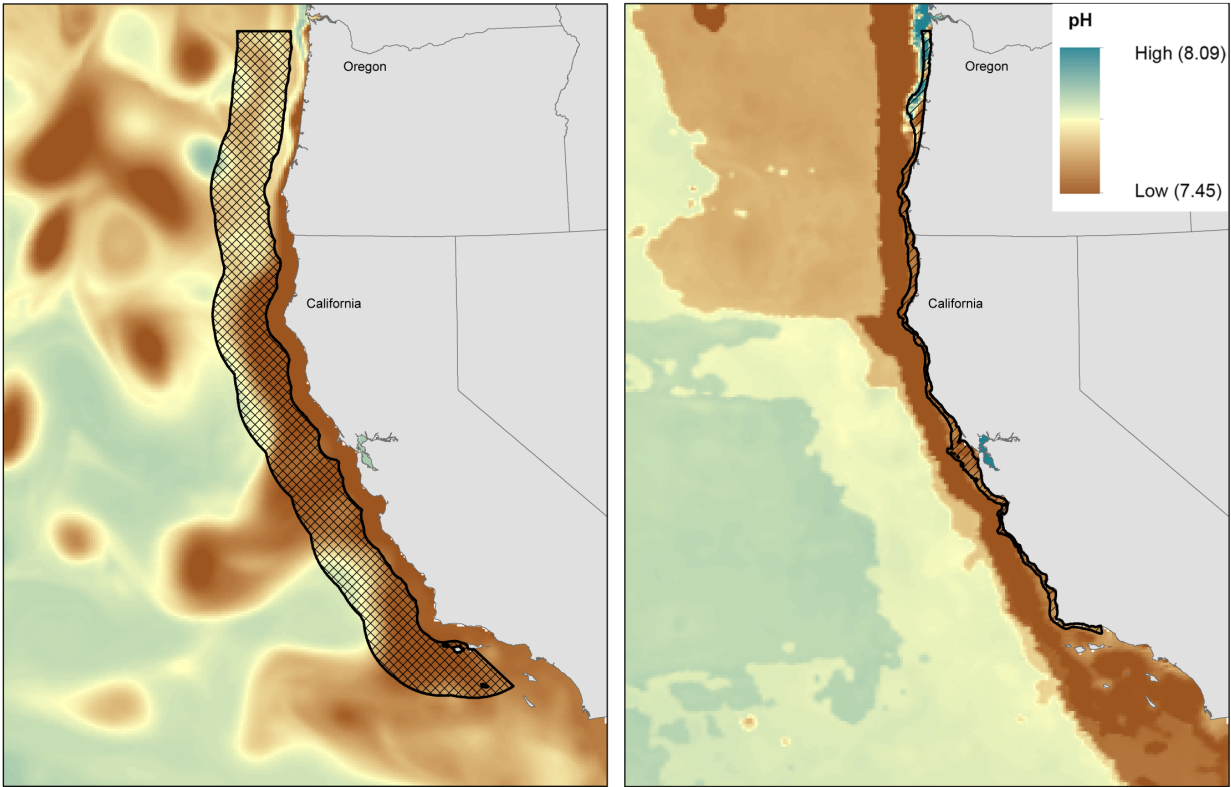 Oregon
California
pH
High (8.09)
Oregon
Low (7.45)
California